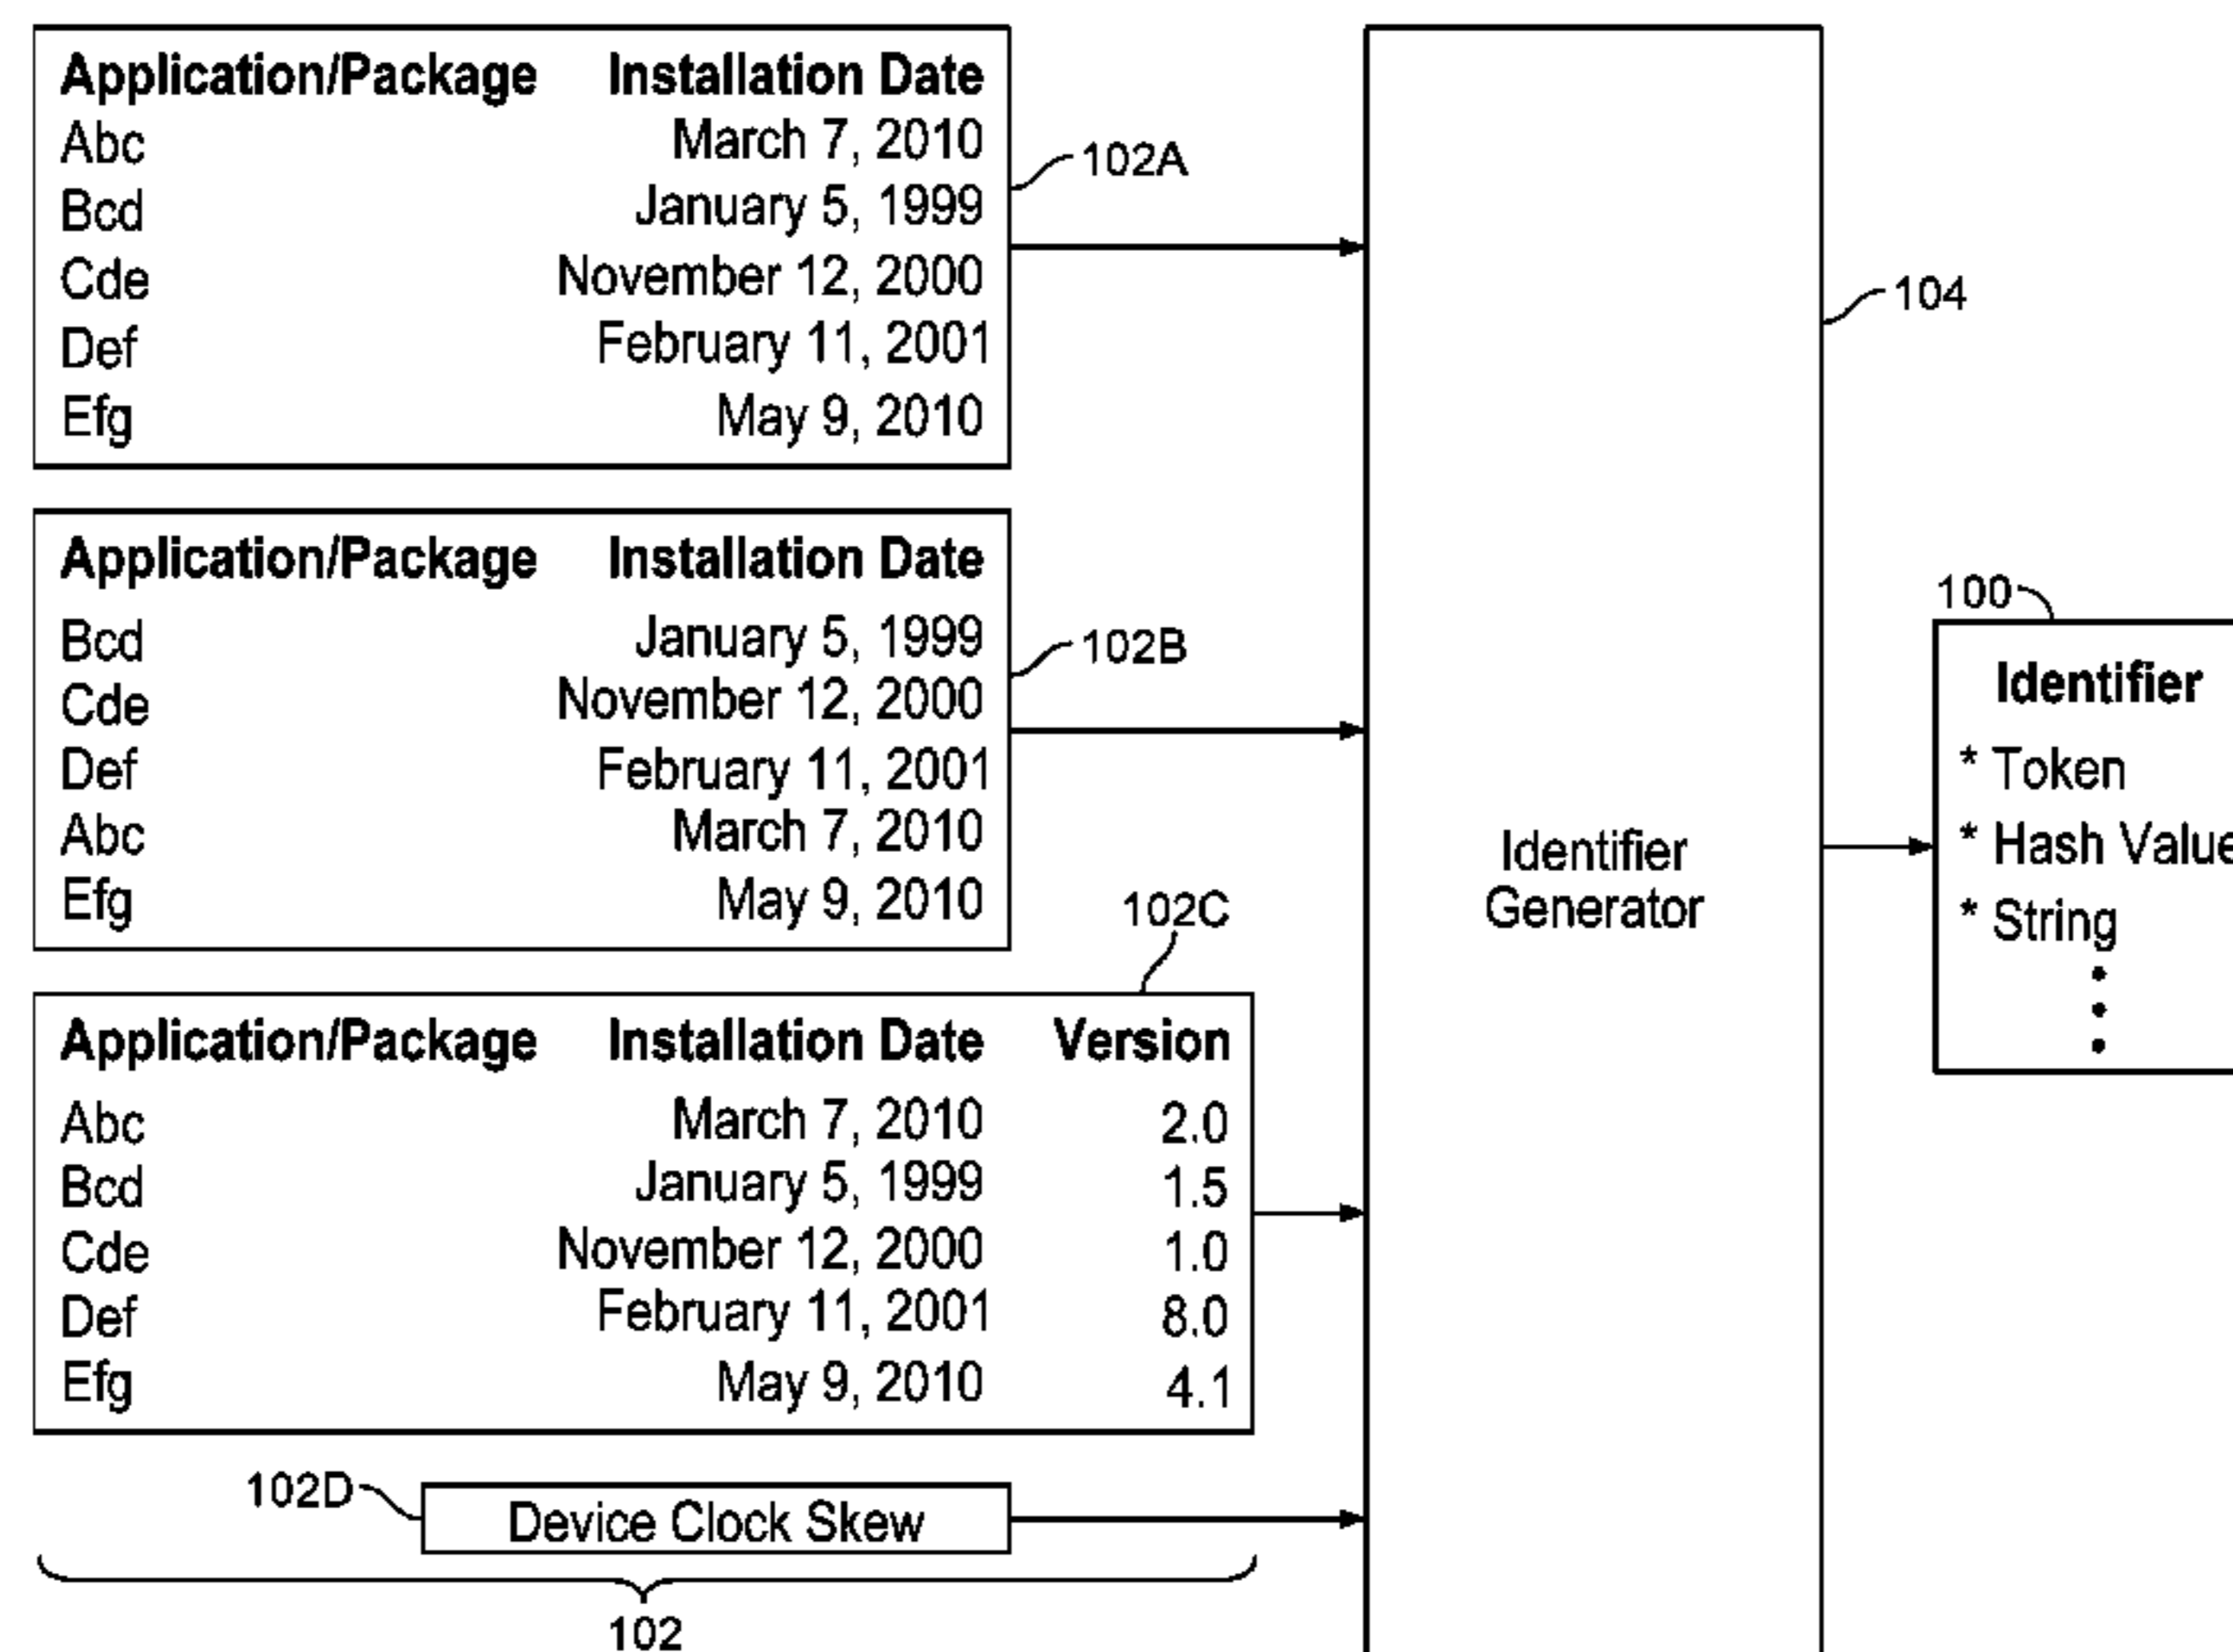 Application/Package Installation Date
Abc March 7, 2010
Bcd January 5, 1999
Cde November 12, 2000
Def February 11, 2001
Efg May 9, 2010
102A
Application/Package Installation Date
Bcd January 5, 1999
Cde November 12, 2000
Def February 11, 2001
Abc March 7, 2010
Efg May 9, 2010
102B
102C
Application/Package Installation Date Version
Abc March 7, 2010 2.0
Bcd January 5, 1999 1.5
Cde November 12, 2000 1.0
Def February 11, 2001 8.0
Efg May 9, 2010 4.1
102D
Device Clock Skew
102
104
Identifier
Generator
100
Identifier
* Token
* Hash Value
* String